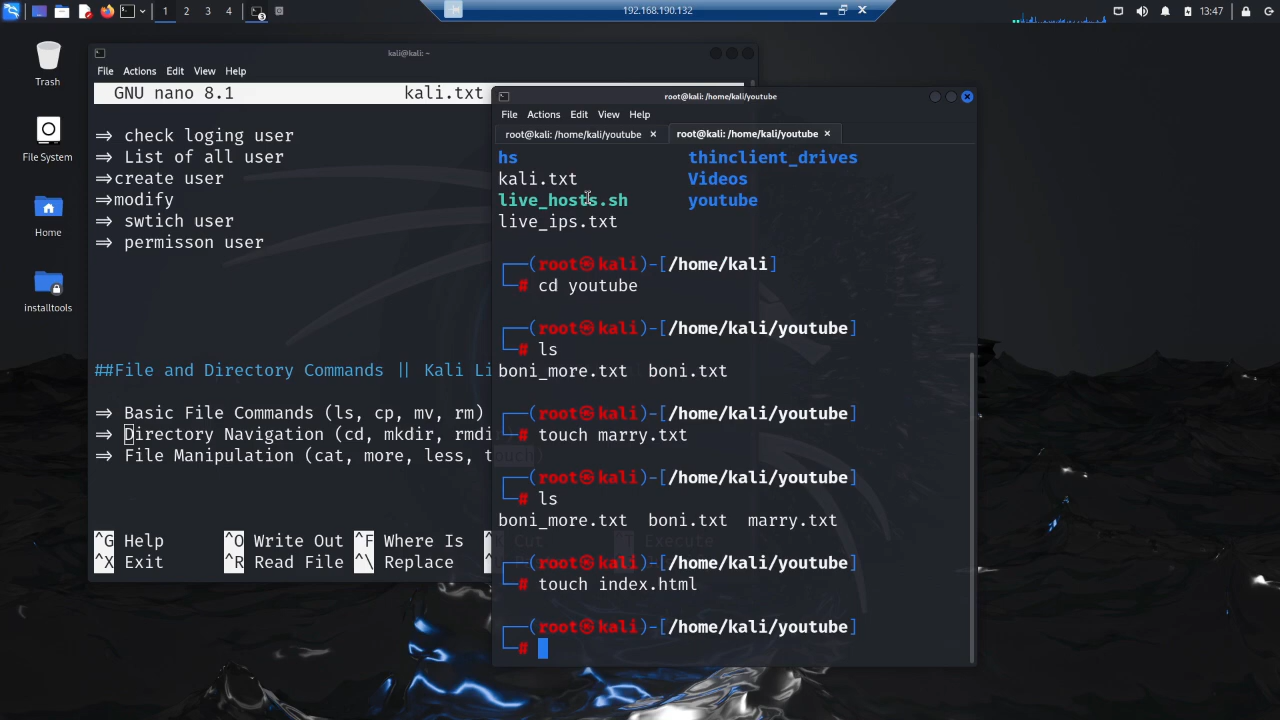 1 2 3 4
192.168.190.132
13:47
Trash
File System
Home
installtools
kali@kali: ~
File Actions Edit View Help
GNU nano 8.1 kali.txt
=> check loging user
=> List of all user
=>create user
=>modify
=> swtich user
=> permisson user
##File and Directory Commands || Kali Li
=> Basic File Commands (ls, cp, mv, rm)
=> Directory Navigation (cd, mkdir, rmdir
=> File Manipulation (cat, more, less, touch)
^G Help ^O Write Out ^F Where Is Cut Execute
^X Exit ^R Read File ^\ Replace
root@kali: /home/kali/youtube
File Actions Edit View Help
root@kali: /home/kali/youtube × root@kali: /home/kali/youtube ×
hs thinclient_drives
kali.txt Videos
live_hosts.sh youtube
live_ips.txt
┌──(root㉿kali)-[/home/kali]
└─# cd youtube
┌──(root㉿kali)-[/home/kali/youtube]
└─# ls
boni_more.txt boni.txt
┌──(root㉿kali)-[/home/kali/youtube]
└─# touch marry.txt
┌──(root㉿kali)-[/home/kali/youtube]
└─# ls
boni_more.txt boni.txt marry.txt
┌──(root㉿kali)-[/home/kali/youtube]
└─# touch index.html
┌──(root㉿kali)-[/home/kali/youtube]
└─#